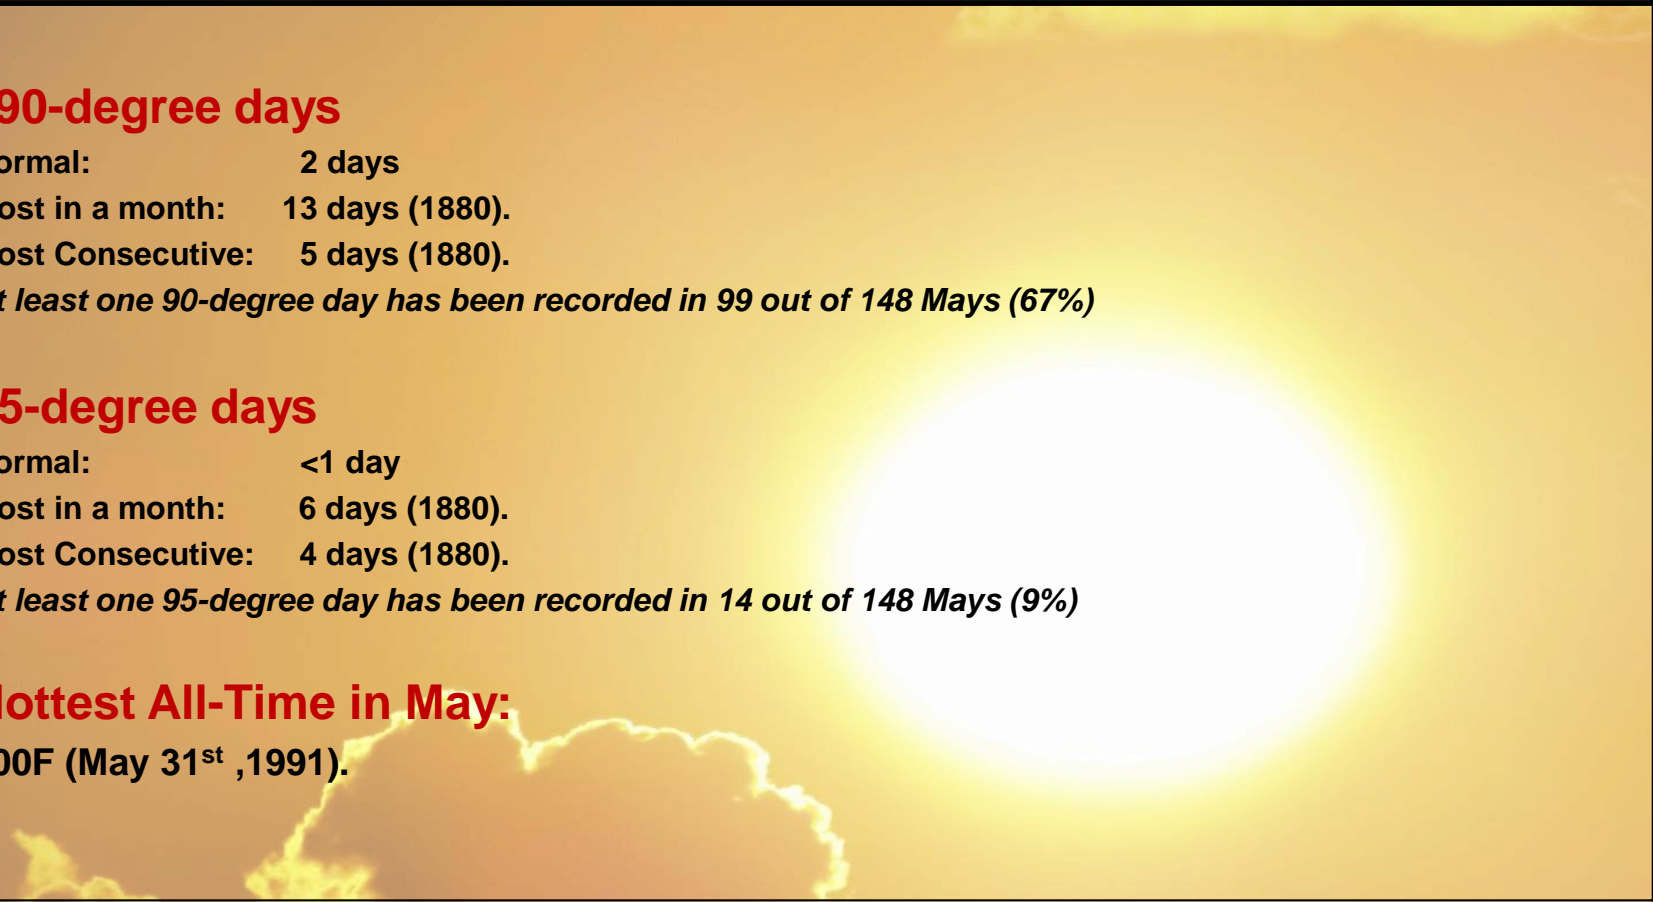 90-degree days
ormal: 2 days
ost in a month: 13 days (1880).
ost Consecutive: 5 days (1880).
t least one 90-degree day has been recorded in 99 out of 148 Mays (67%)
5-degree days
ormal: <1 day
ost in a month: 6 days (1880).
ost Consecutive: 4 days (1880).
t least one 95-degree day has been recorded in 14 out of 148 Mays (9%)
ottest All-Time in May:
00F (May 31st ,1991).